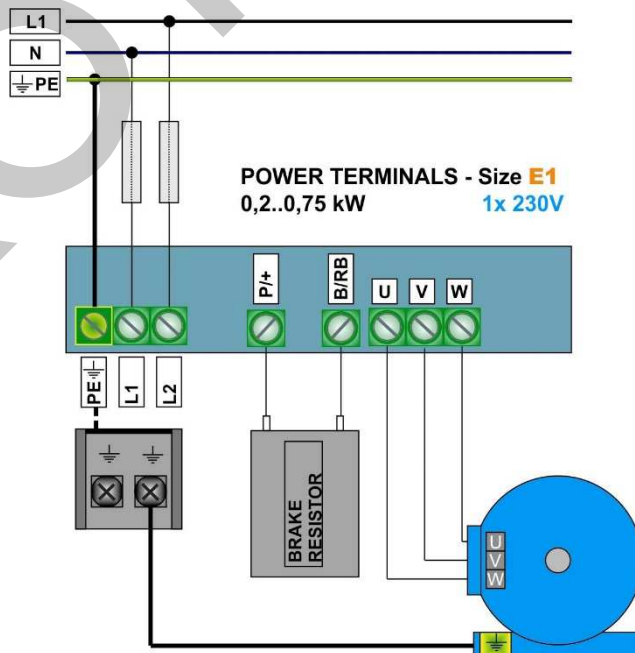 L1
N
PE
POWER TERMINALS - Size E1
0,2..0,75 kW 1x 230V
P/+
B/RB
U
V
W
PE
L1
L2
BRAKE
RESISTOR
U
V
W